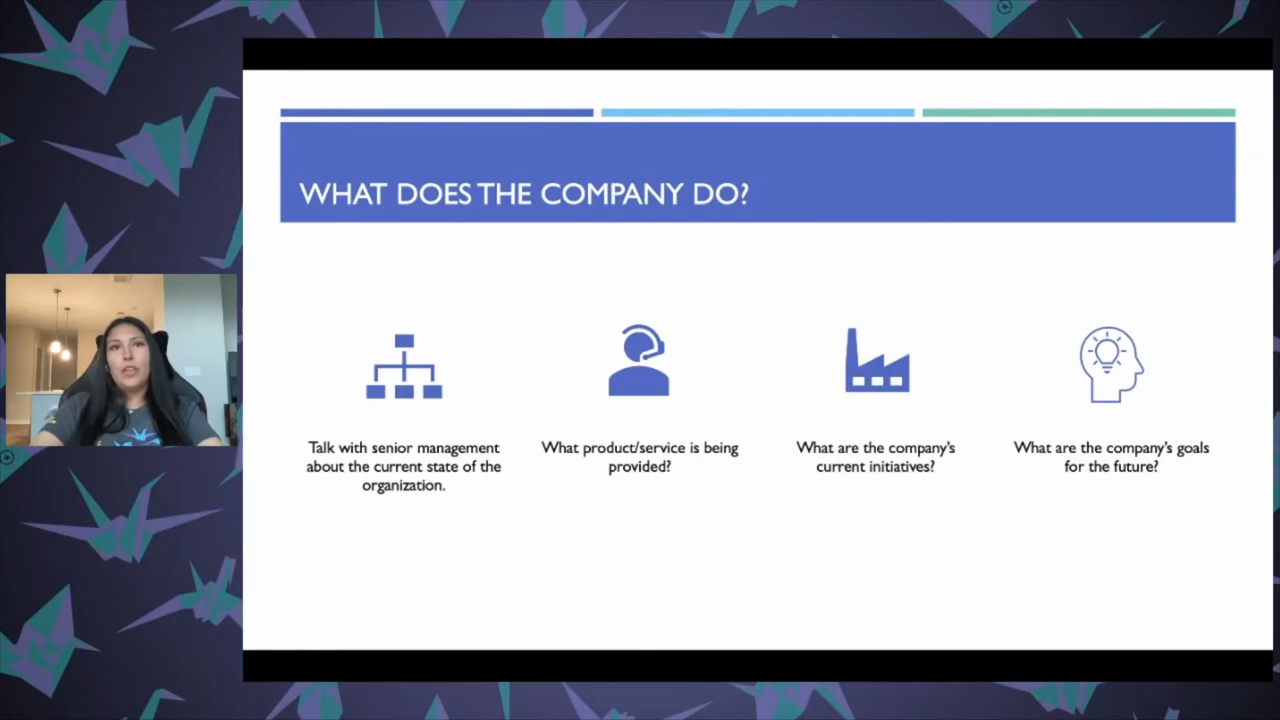 WHAT DOES THE COMPANY DO?
Talk with senior management
about the current state of the
organization.
What product/service is being
provided?
What are the company's
current initiatives?
What are the company's goals
for the future?